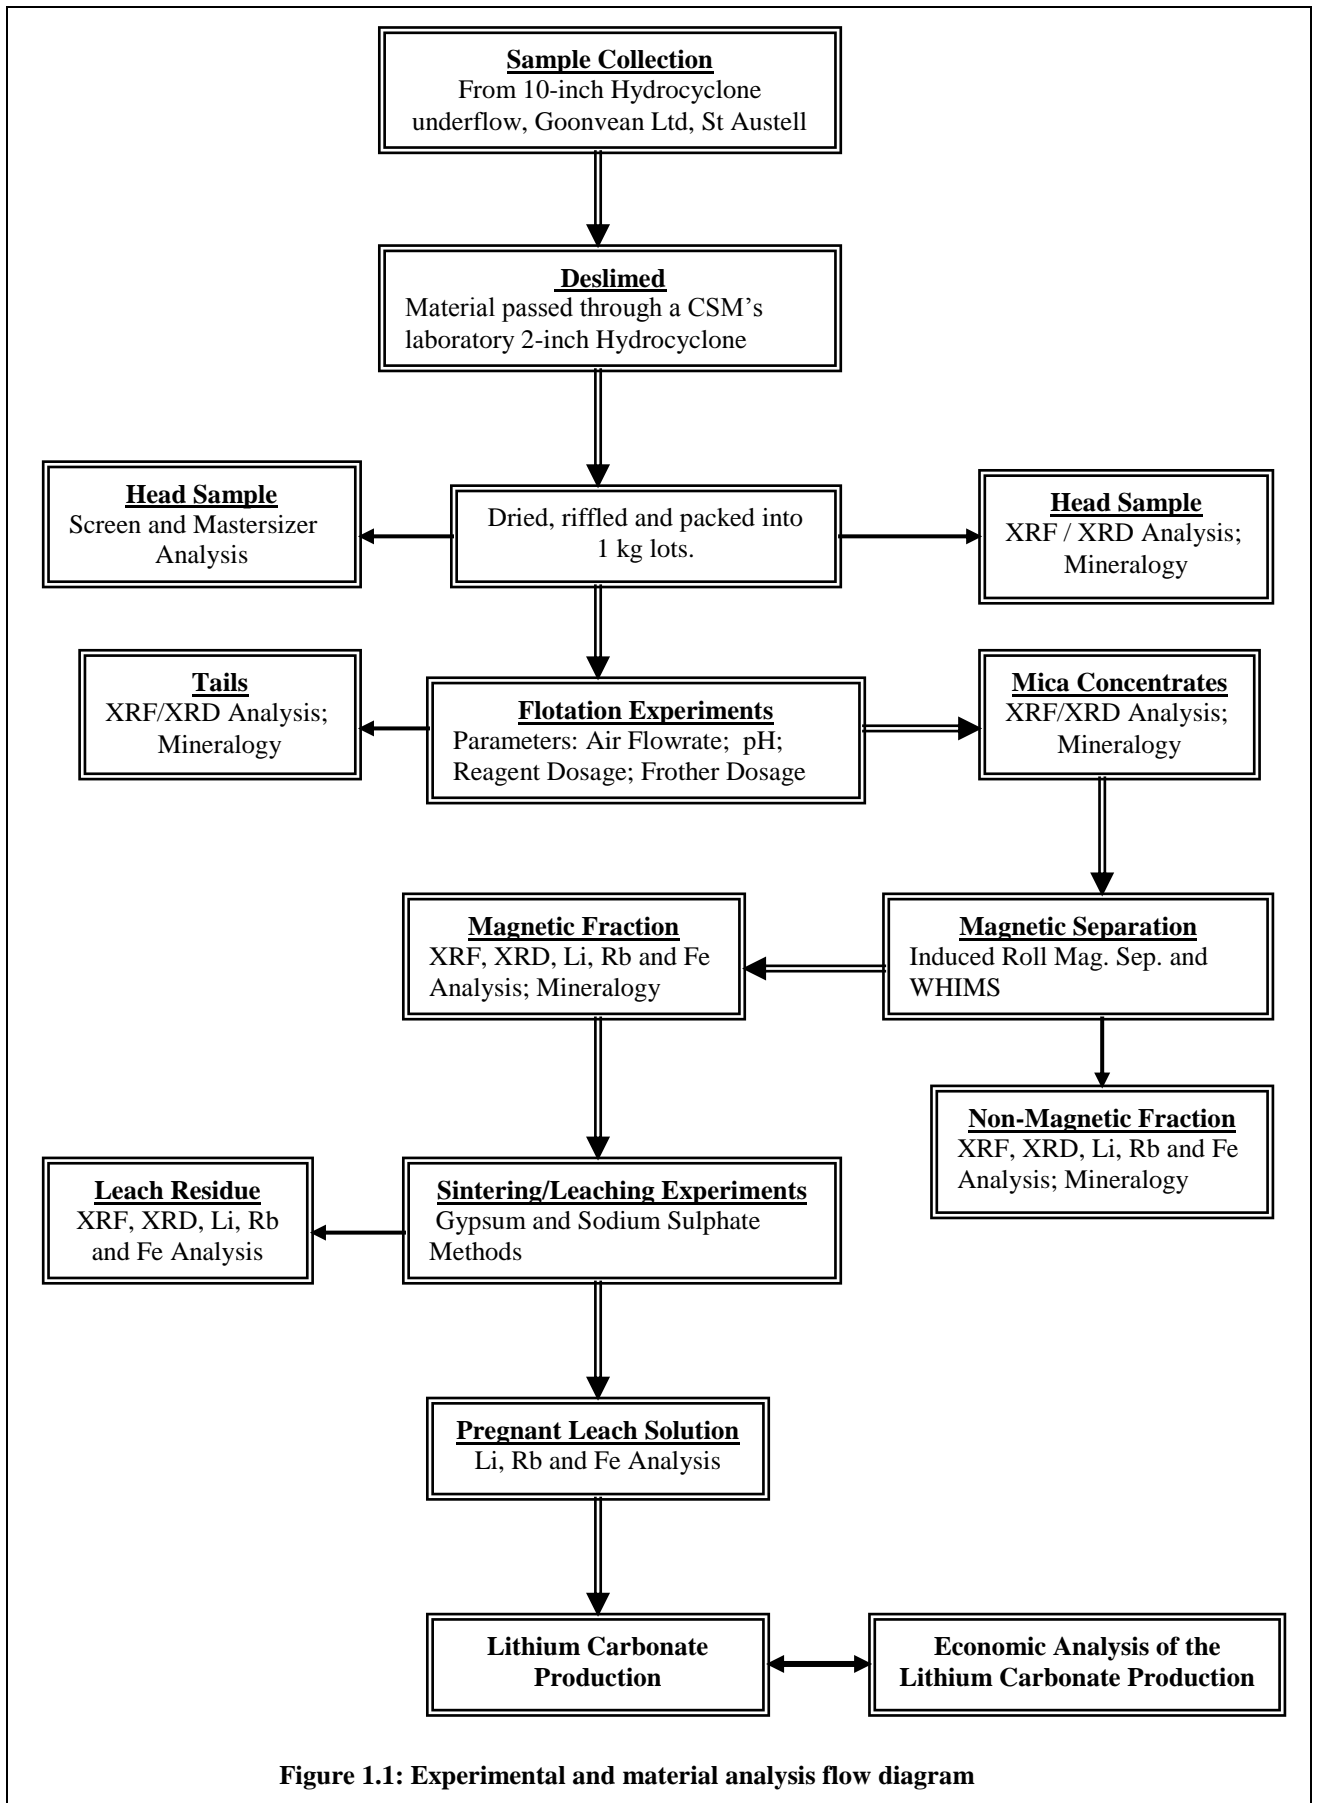 Sample Collection
From 10-inch Hydrocyclone
underflow, Goonvean Ltd, St Austell
Deslimed
Material passed through a CSM's
laboratory 2-inch Hydrocyclone
Head Sample
Screen and Mastersizer
Analysis
Dried, riffled and packed into
1 kg lots.
Head Sample
XRF / XRD Analysis;
Mineralogy
Tails
XRF/XRD Analysis;
Mineralogy
Flotation Experiments
Parameters: Air Flowrate; pH;
Reagent Dosage; Frother Dosage
Mica Concentrates
XRF/XRD Analysis;
Mineralogy
Magnetic Fraction
XRF, XRD, Li, Rb and Fe
Analysis; Mineralogy
Magnetic Separation
Induced Roll Mag. Sep. and
WHIMS
Non-Magnetic Fraction
XRF, XRD, Li, Rb and Fe
Analysis; Mineralogy
Leach Residue
XRF, XRD, Li, Rb
and Fe Analysis
Sintering/Leaching Experiments
Gypsum and Sodium Sulphate
Methods
Pregnant Leach Solution
Li, Rb and Fe Analysis
Lithium Carbonate
Production
Economic Analysis of the
Lithium Carbonate Production
Figure 1.1: Experimental and material analysis flow diagram